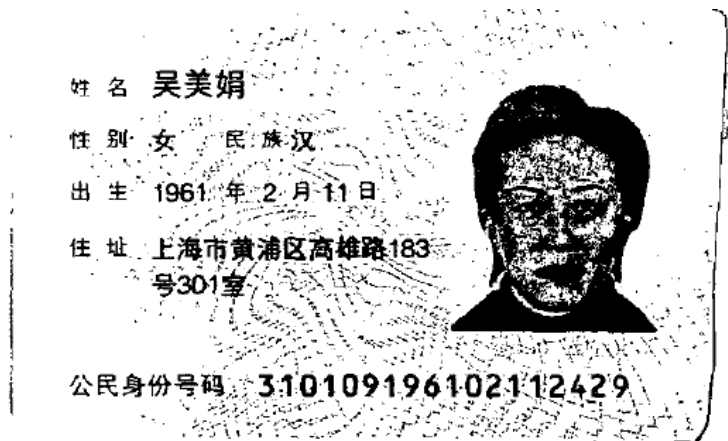 姓名 吴美娟
性别 女 民族 汉
出生 1961 年 2 月 11 日
住址 上海市黄浦区高雄路183
号301室
公民身份号码 310109196102112429